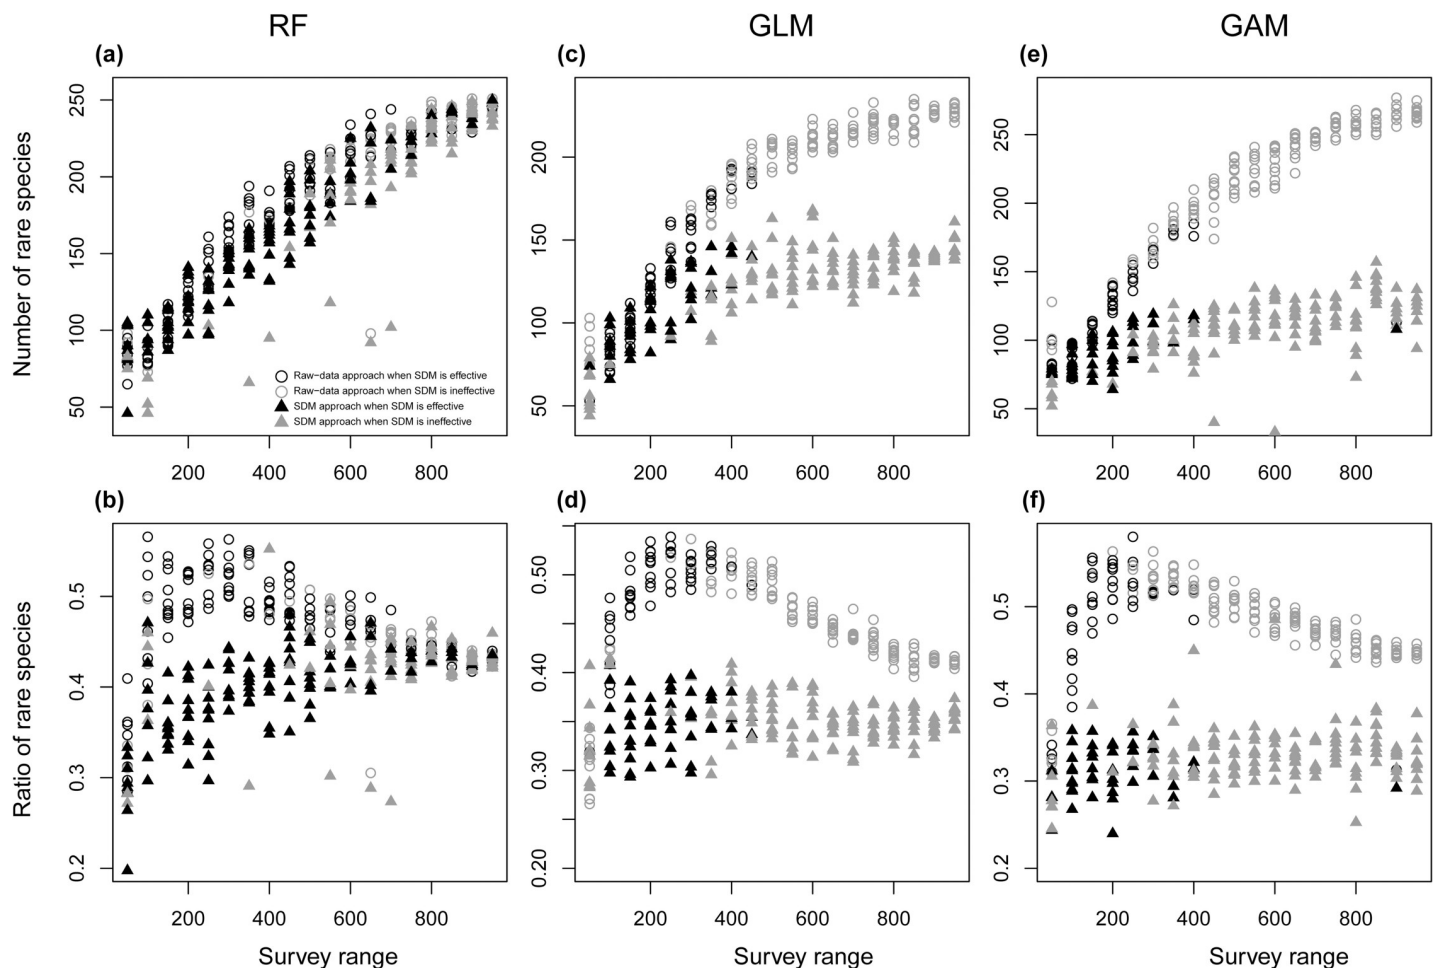 RF
GLM
GAM
(a)
(c)
(e)
Number of rare species
250
200
150
100
50
200
150
100
50
250
200
150
100
50
Raw−data approach when SDM is effective
Raw−data approach when SDM is ineffective
SDM approach when SDM is effective
SDM approach when SDM is ineffective
200 400 600 800
200 400 600 800
200 400 600 800
(b)
(d)
(f)
Ratio of rare species
0.5
0.4
0.3
0.2
0.50
0.40
0.30
0.20
0.5
0.4
0.3
0.2
200 400 600 800
200 400 600 800
200 400 600 800
Survey range
Survey range
Survey range